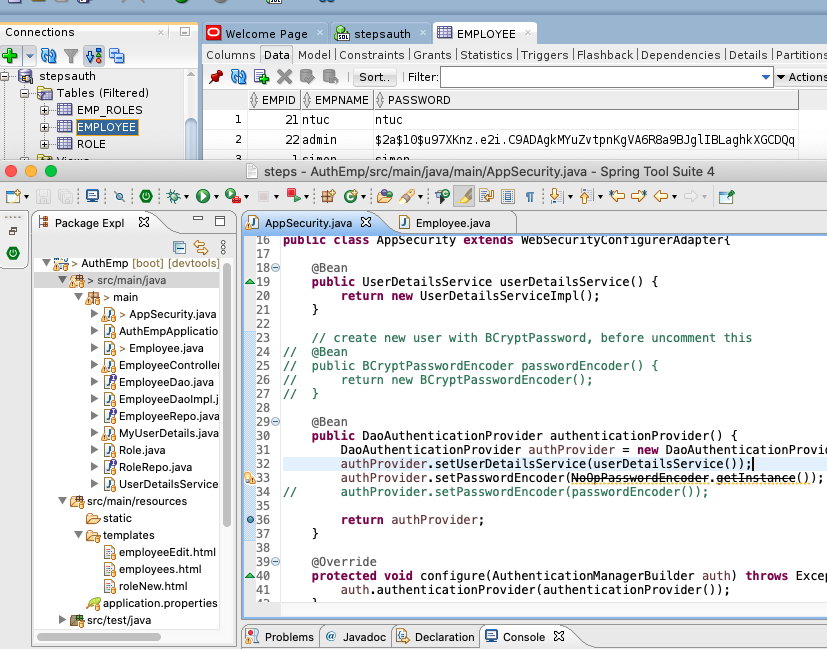 Connections
Welcome Page
stepsauth
EMPLOYEE
Columns Data Model Constraints Grants Statistics Triggers Flashback Dependencies Details Partitions
Sort.. Filter: Actions
stepsauth
Tables (Filtered)
EMP_ROLES
EMPLOYEE
ROLE
Views
EMPID EMPNAME PASSWORD
1 21 ntuc ntuc
2 22 admin $2a$10$u97XKnz.e2i.C9ADAgkMYuZvtpnKgVA6R8a9BJglIBLaghkXGCDQq
3 1 simon simon
steps - AuthEmp/src/main/java/main/AppSecurity.java - Spring Tool Suite 4
Package Expl
AppSecurity.java
Employee.java
AuthEmp [boot] [devtools]
> src/main/java
> main
> AppSecurity.java
AuthEmpApplicatio
> Employee.java
EmployeeController
EmployeeDao.java
EmployeeDaoImpl.j
EmployeeRepo.java
MyUserDetails.java
Role.java
RoleRepo.java
UserDetailsService
src/main/resources
static
templates
employeeEdit.html
employees.html
roleNew.html
application.properties
src/test/java
16 public class AppSecurity extends WebSecurityConfigurerAdapter{
17
18 @Bean
19 public UserDetailsService userDetailsService() {
20 return new UserDetailsServiceImpl();
21 }
22
23 // create new user with BCryptPassword, before uncomment this
24 // @Bean
25 // public BCryptPasswordEncoder passwordEncoder() {
26 // return new BCryptPasswordEncoder();
27 // }
28
29 @Bean
30 public DaoAuthenticationProvider authenticationProvider() {
31 DaoAuthenticationProvider authProvider = new DaoAuthenticationProvi
32 authProvider.setUserDetailsService(userDetailsService());
33 authProvider.setPasswordEncoder(NoOpPasswordEncoder.getInstance());
34 // authProvider.setPasswordEncoder(passwordEncoder());
35
36 return authProvider;
37 }
38
39 @Override
40 protected void configure(AuthenticationManagerBuilder auth) throws Excep
41 auth.authenticationProvider(authenticationProvider());
42 }
Problems @ Javadoc Declaration Console